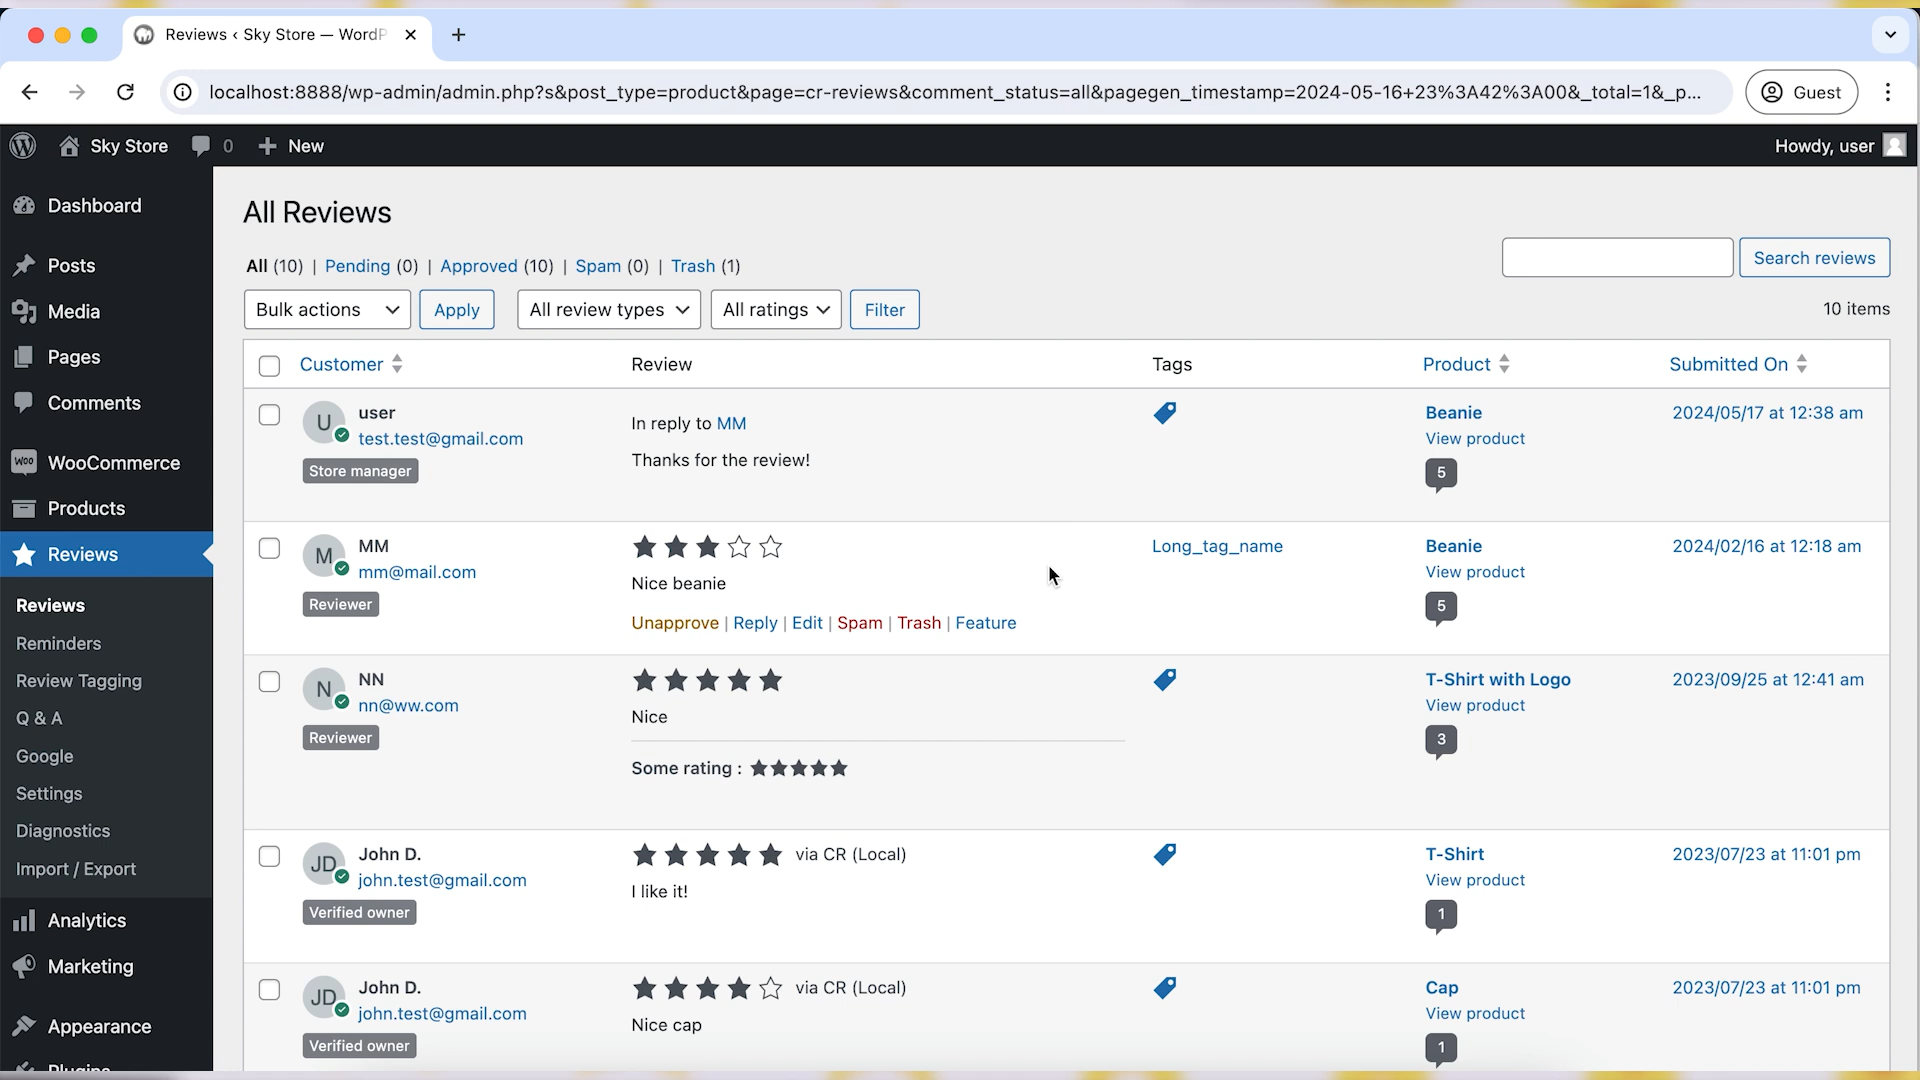 Reviews ‹ Sky Store — WordP
localhost:8888/wp-admin/admin.php?s&post_type=product&page=cr-reviews&comment_status=all&pagegen_timestamp=2024-05-16+23%3A42%3A00&_total=1&_p...
Guest
Sky Store
0
New
Howdy, user
Dashboard
Posts
Media
Pages
Comments
WooCommerce
Products
Reviews
Reviews
Reminders
Review Tagging
Q & A
Google
Settings
Diagnostics
Import / Export
Analytics
Marketing
Appearance
Plugins
All Reviews
All (10) | Pending (0) | Approved (10) | Spam (0) | Trash (1)
Search reviews
Bulk actions Apply All review types All ratings Filter
10 items
Customer Review Tags Product Submitted On
U user
test.test@gmail.com
Store manager
In reply to MM
Thanks for the review!
Beanie
View product
5
2024/05/17 at 12:38 am
M MM
mm@mail.com
Reviewer
Nice beanie
Unapprove | Reply | Edit | Spam | Trash | Feature
Long_tag_name
Beanie
View product
5
2024/02/16 at 12:18 am
N NN
nn@ww.com
Reviewer
Nice
Some rating :
T-Shirt with Logo
View product
3
2023/09/25 at 12:41 am
JD John D.
john.test@gmail.com
Verified owner
via CR (Local)
I like it!
T-Shirt
View product
1
2023/07/23 at 11:01 pm
JD John D.
john.test@gmail.com
Verified owner
via CR (Local)
Nice cap
Cap
View product
1
2023/07/23 at 11:01 pm